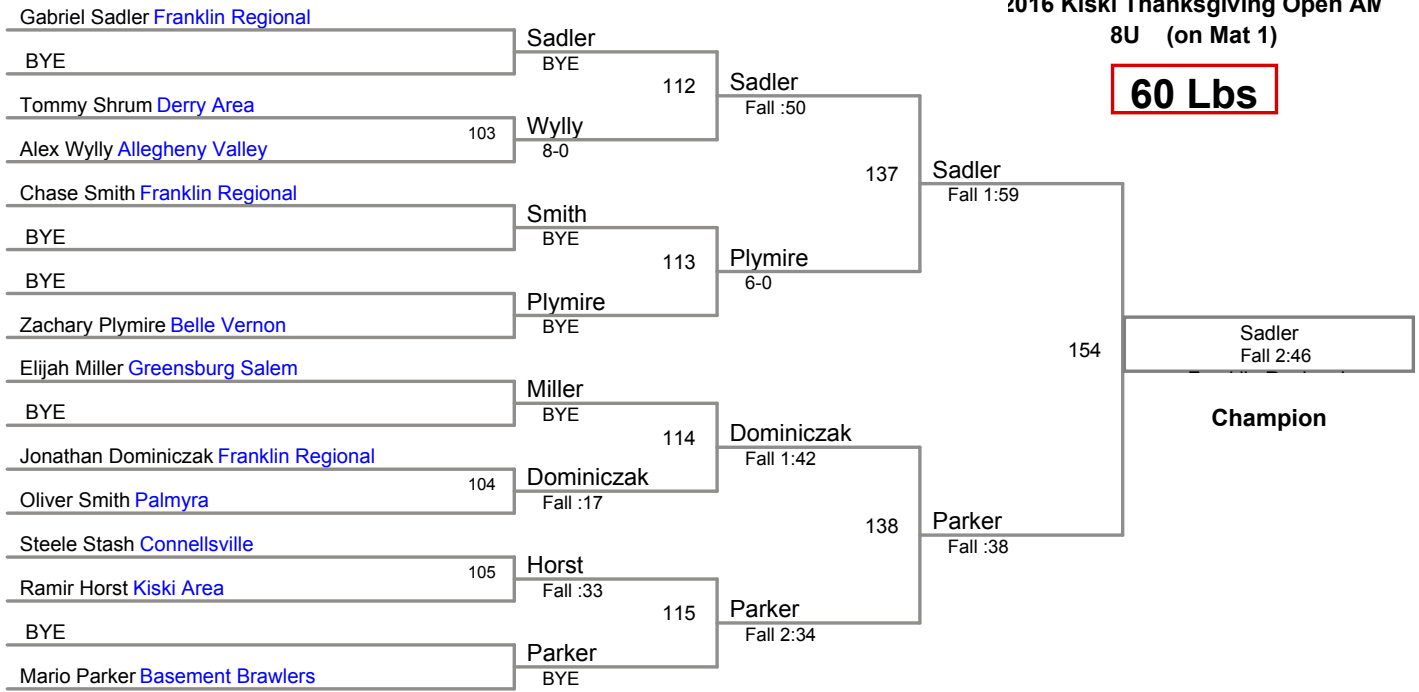 2016 Kiski Thanksgiving Open AM
8U (on Mat 1)
60 Lbs
Gabriel Sadler Franklin Regional
BYE
Tommy Shrum Derry Area
Alex Wylly Allegheny Valley
Chase Smith Franklin Regional
BYE
BYE
Zachary Plymire Belle Vernon
Elijah Miller Greensburg Salem
BYE
Jonathan Dominiczak Franklin Regional
Oliver Smith Palmyra
Steele Stash Connellsville
Ramir Horst Kiski Area
BYE
Mario Parker Basement Brawlers
103
104
105
Sadler
BYE
Wylly
8-0
Smith
BYE
Plymire
BYE
Miller
BYE
Dominiczak
Fall :17
Horst
Fall :33
Parker
BYE
112
113
114
115
Sadler
Fall :50
Plymire
6-0
Dominiczak
Fall 1:42
Parker
Fall 2:34
137
138
Sadler
Fall 1:59
Parker
Fall :38
154
Sadler
Fall 2:46
Champion